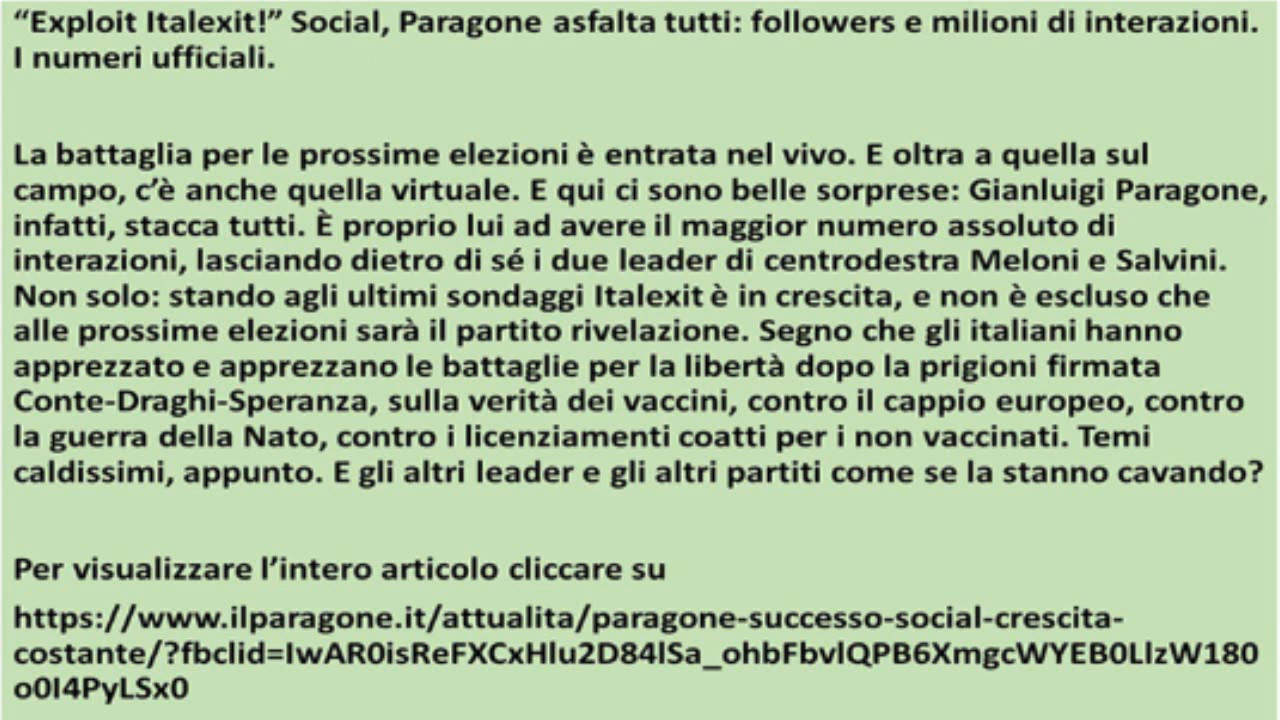 “Exploit Italexit!” Social, Paragone asfalta tutti: followers e milioni di interazioni.
I numeri ufficiali.
La battaglia per le prossime elezioni è entrata nel vivo. E oltra a quella sul
campo, c’è anche quella virtuale. E qui ci sono belle sorprese: Gianluigi Paragone,
infatti, stacca tutti. È proprio lui ad avere il maggior numero assoluto di
interazioni, lasciando dietro di sé i due leader di centrodestra Meloni e Salvini.
Non solo: stando agli ultimi sondaggi Italexit è in crescita, e non è escluso che
alle prossime elezioni sarà il partito rivelazione. Segno che gli italiani hanno
apprezzato e apprezzano le battaglie per la libertà dopo la prigioni firmata
Conte-Draghi-Speranza, sulla verità dei vaccini, contro il cappio europeo, contro
la guerra della Nato, contro i licenziamenti coatti per i non vaccinati. Temi
caldissimi, appunto. E gli altri leader e gli altri partiti come se la stanno cavando?
Per visualizzare l’intero articolo cliccare su
https://www.ilparagone.it/attualita/paragone-successo-social-crescita-
costante/?fbclid=IwAR0isReFXCxHlu2D84lSa_ohbFbvlQPB6XmgcWYEB0LlzW180
o0I4PyLSx0